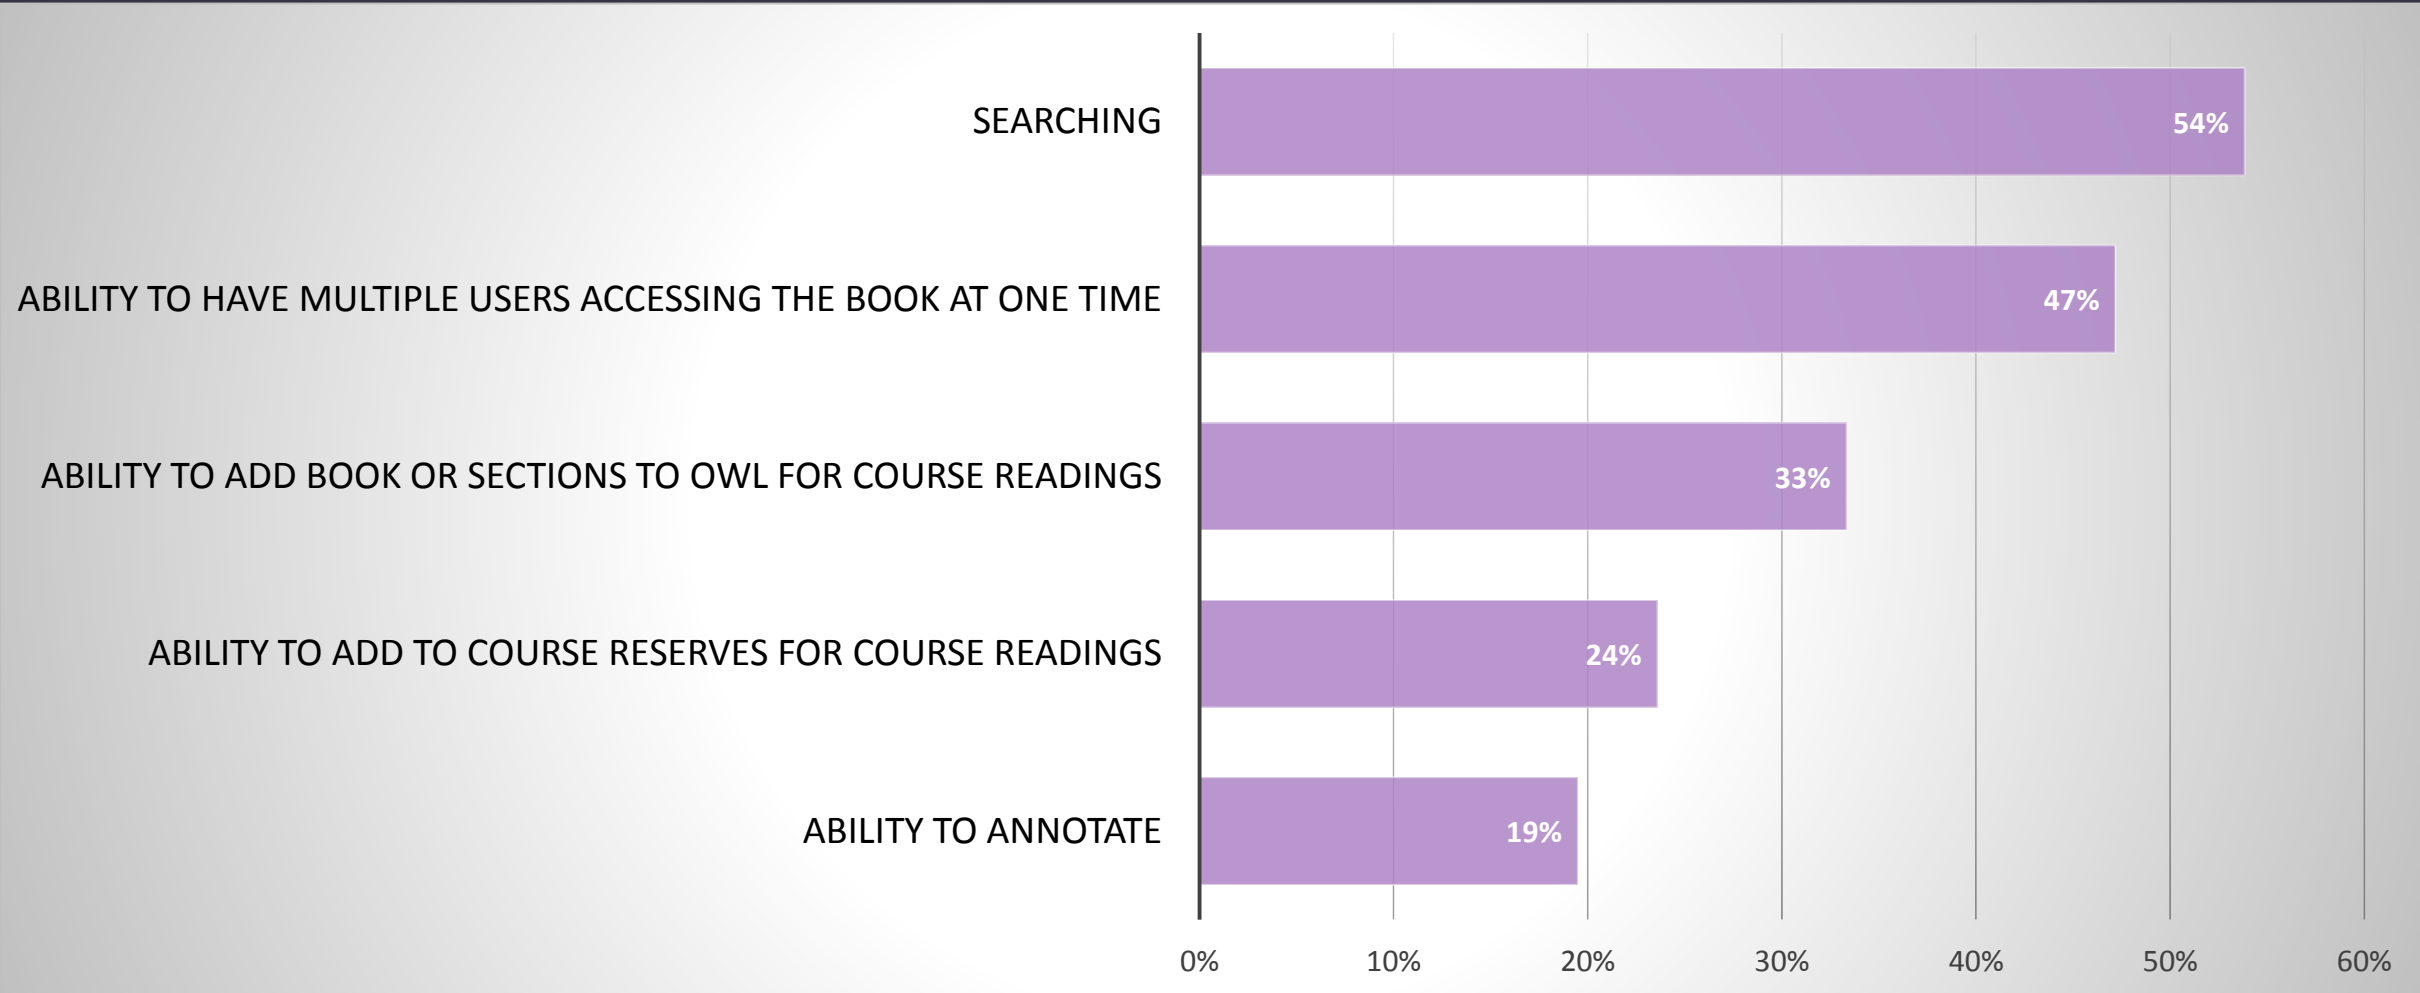 SEARCHING
54%
ABILITY TO HAVE MULTIPLE USERS ACCESSING THE BOOK AT ONE TIME
47%
ABILITY TO ADD BOOK OR SECTIONS TO OWL FOR COURSE READINGS
33%
ABILITY TO ADD TO COURSE RESERVES FOR COURSE READINGS
24%
ABILITY TO ANNOTATE
19%
0% 10% 20% 30% 40% 50% 60%